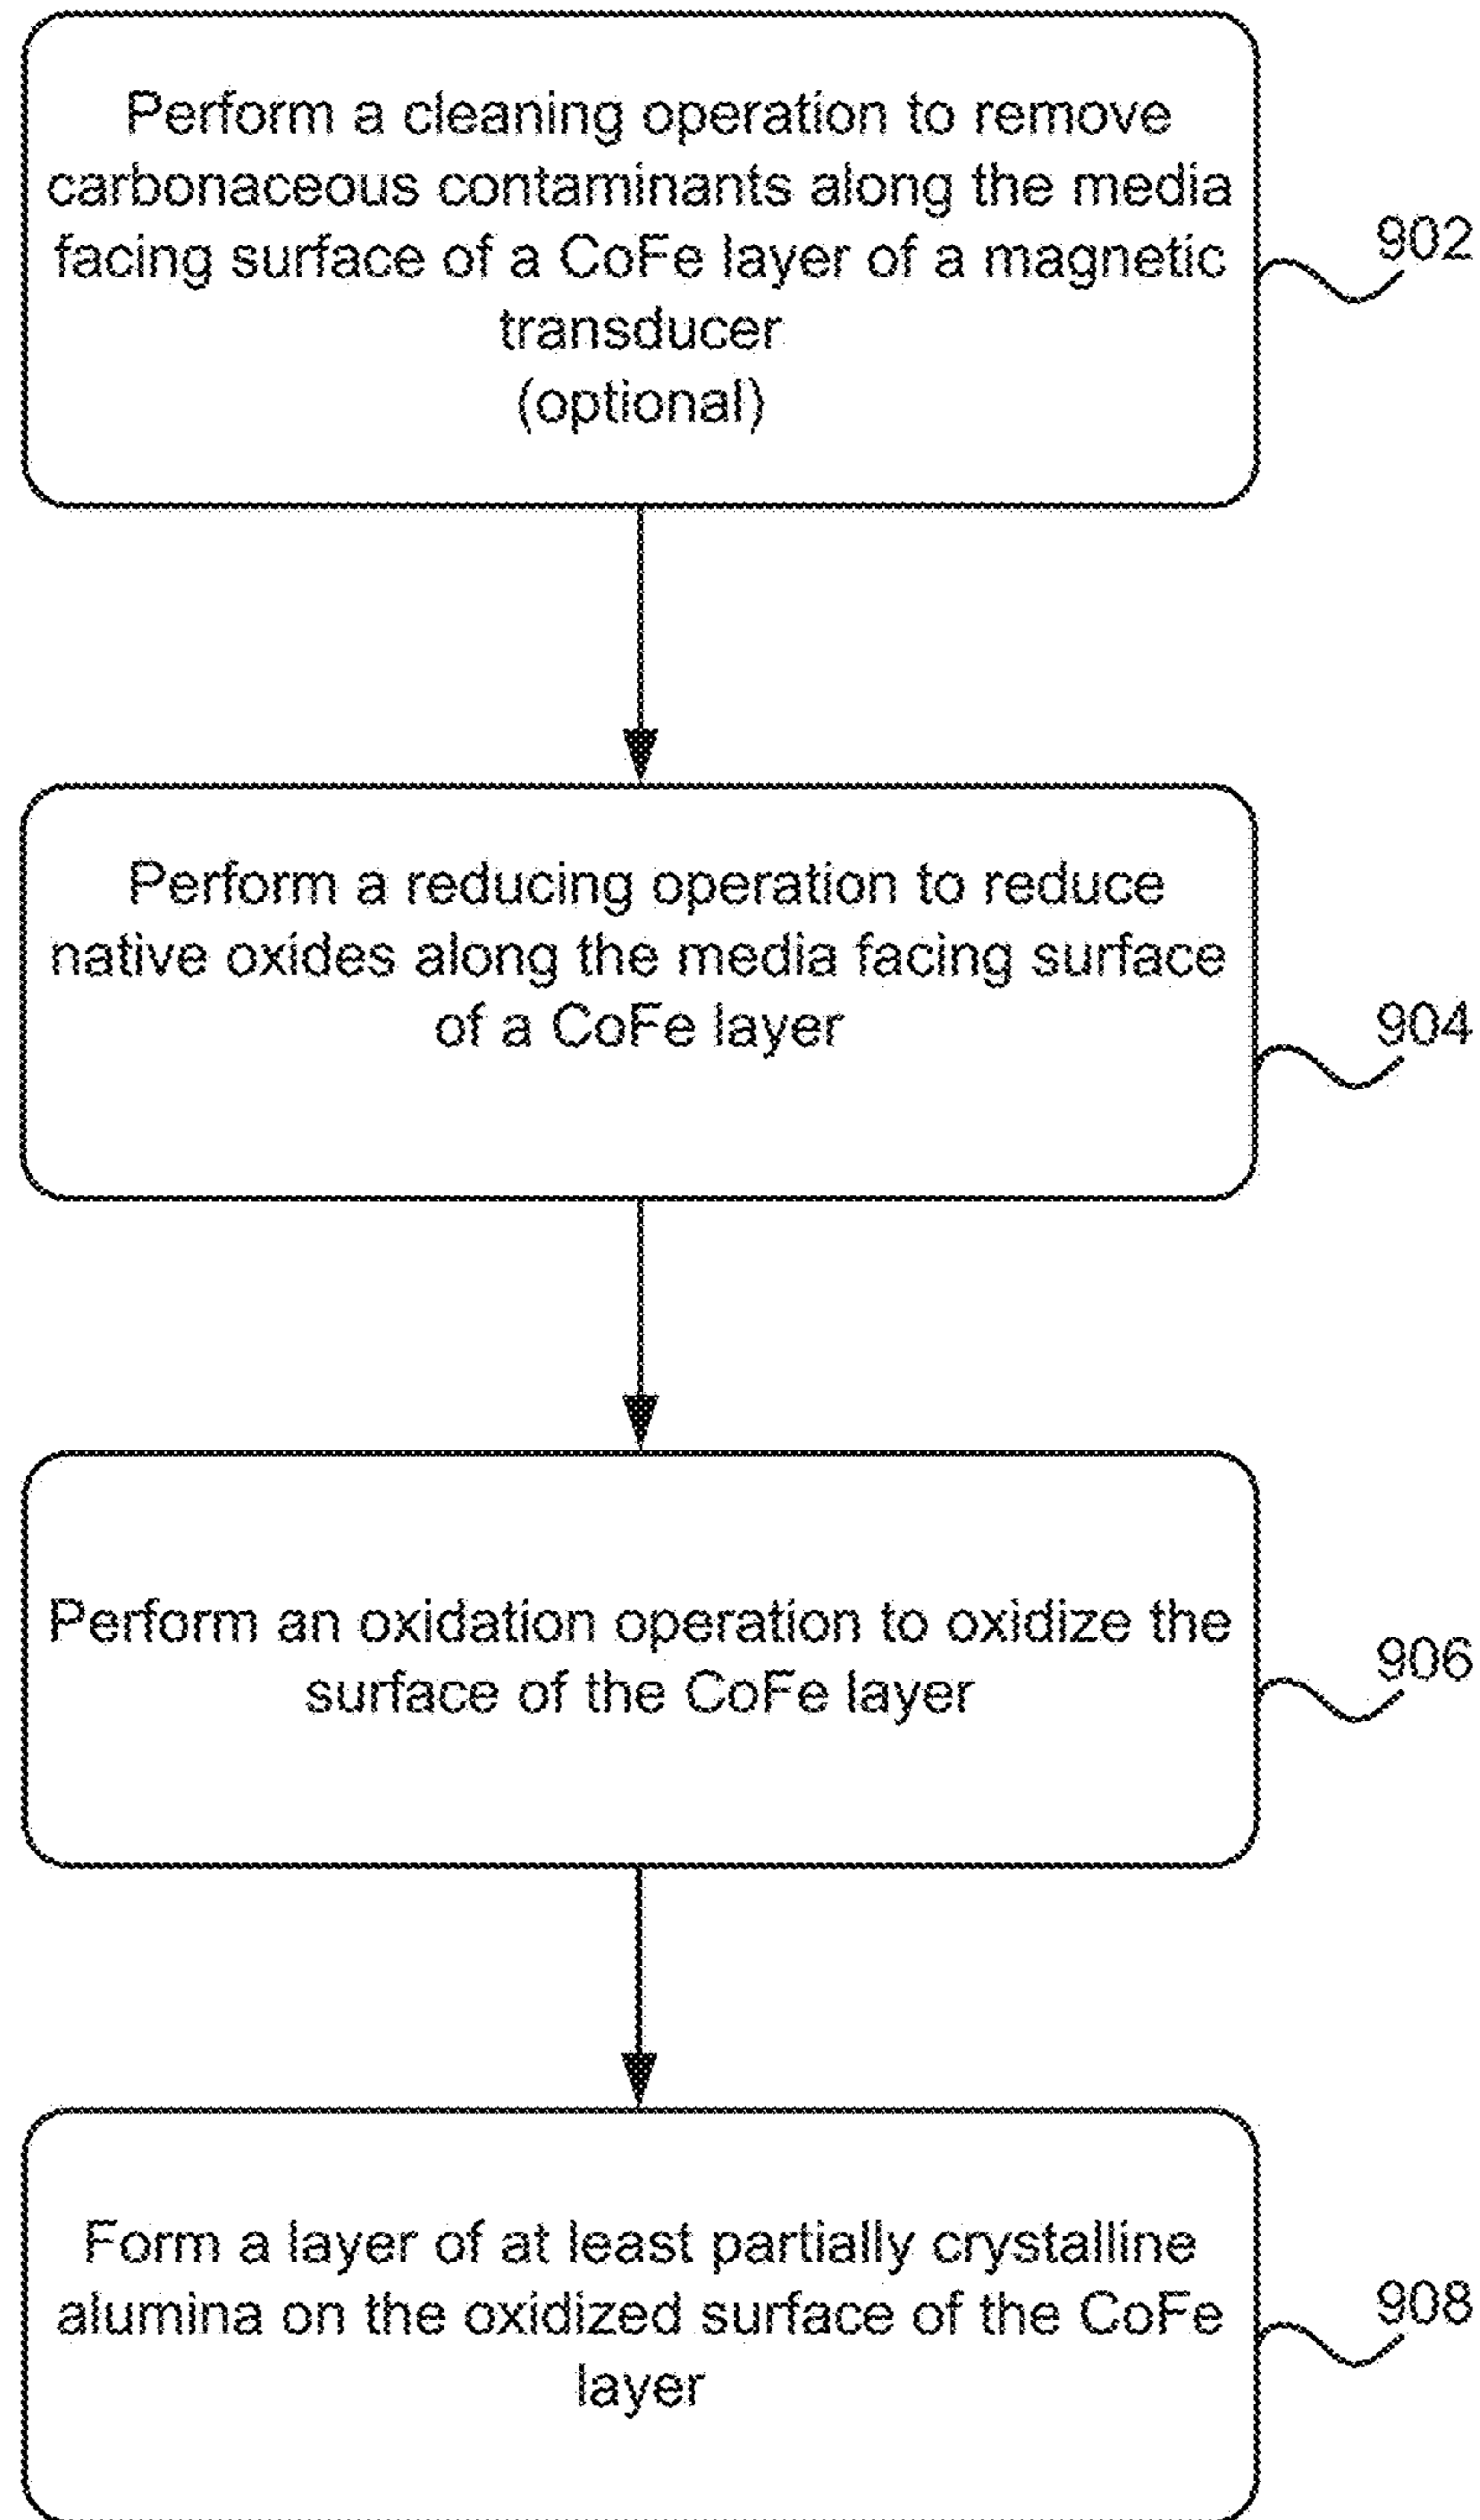 Perform a cleaning operation to remove
carbonaceous contaminants along the media
facing surface of a CoFe layer of a magnetic
transducer
(optional)
902
Perform a reducing operation to reduce
native oxides along the media facing surface
of a CoFe layer
904
Perform an oxidation operation to oxidize the
surface of the CoFe layer
906
Form a layer of at least partially crystalline
alumina on the oxidized surface of the CoFe
layer
908